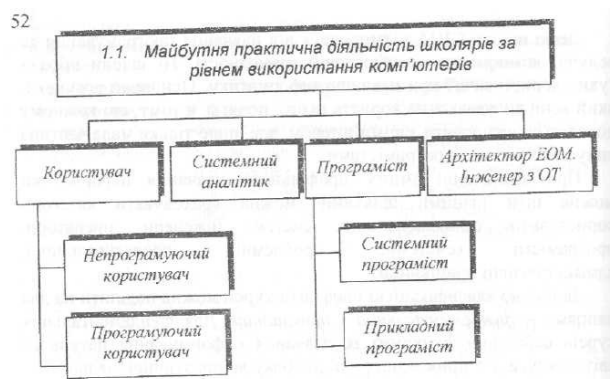 52
1.1. Майбутня практична діяльність школярів за
рівнем використання комп'ютерів
Користувач
Системний
аналітик
Програміст
Архітектор ЕОМ.
Інженер з ОТ
Непрограмуючий
користувач
Програмуючий
користувач
Системний
програміст
Прикладний
програміст